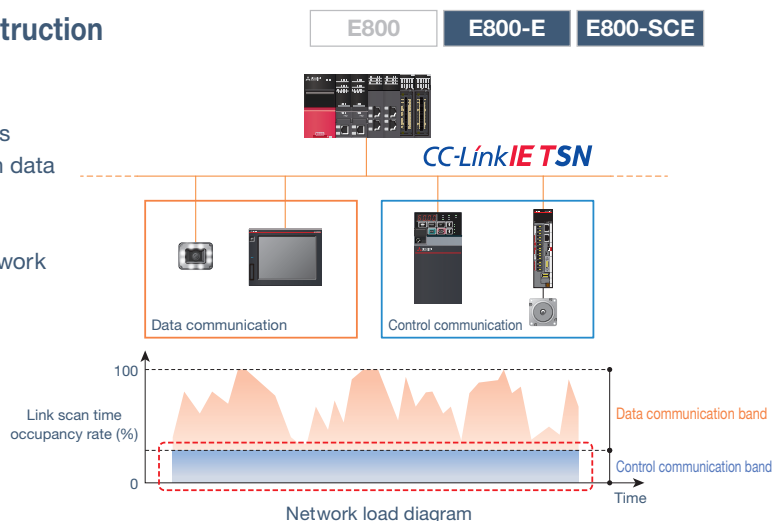 truction
E800
E800-E
E800-SCE
s
data
work
CC-Link IE TSN
Data communication
Control communication
100
Link scan time
occupancy rate (%)
0
Data communication band
Control communication band
Time
Network load diagram